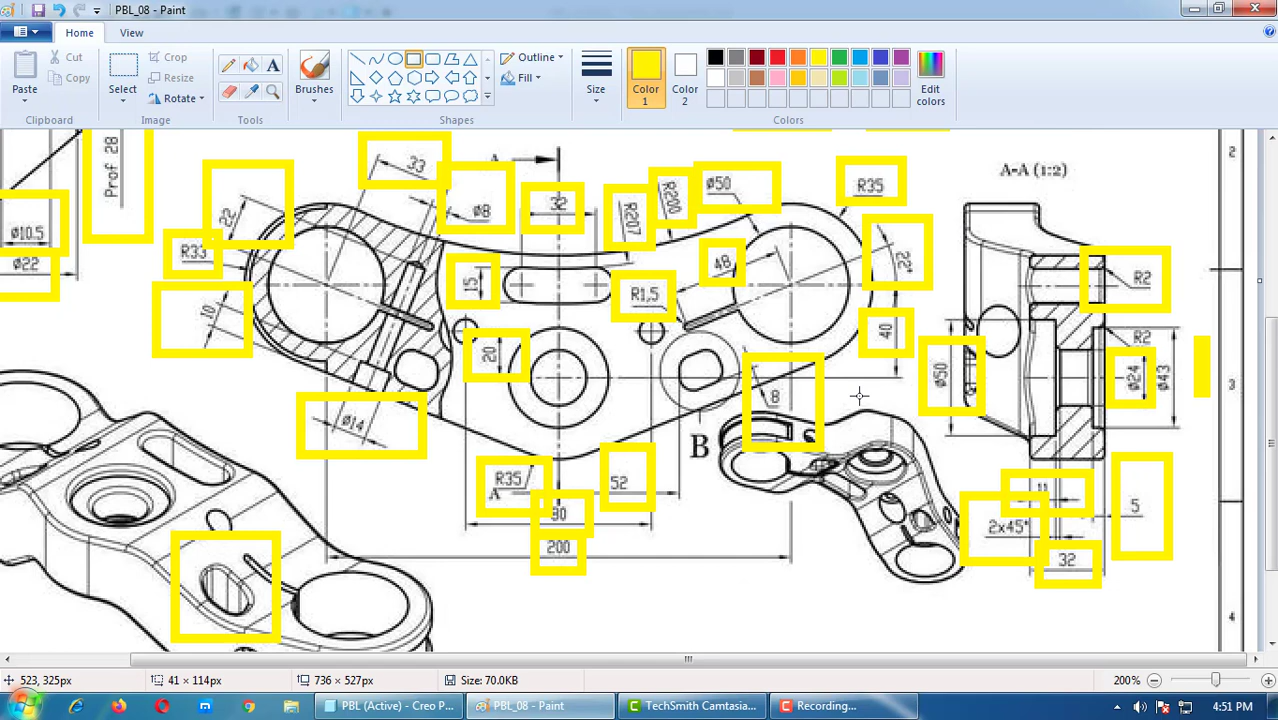 PBL_08 - Paint
Home
View
Paste
Cut
Copy
Clipboard
Select
Crop
Resize
Rotate
Image
Tools
Brushes
Shapes
Outline
Fill
Size
Color
1
Color
2
Edit
colors
Colors
Prof 28
Ø10.5
Ø22
22
R33
10
33
Ø8
A
32
R207
R200
Ø50
R35
22°
48
R1,5
15
20
40
8
Ø14
B
R35
A
52
80
200
A-A (1:2)
R2
R2
Ø50
Ø24
Ø43
11
5
2x45°
32
2
3
4
523, 325px
41 × 114px
736 × 527px
Size: 70.0KB
200%
PBL (Active) - Creo P...
PBL_08 - Paint
TechSmith Camtasia...
Recording...
4:51 PM